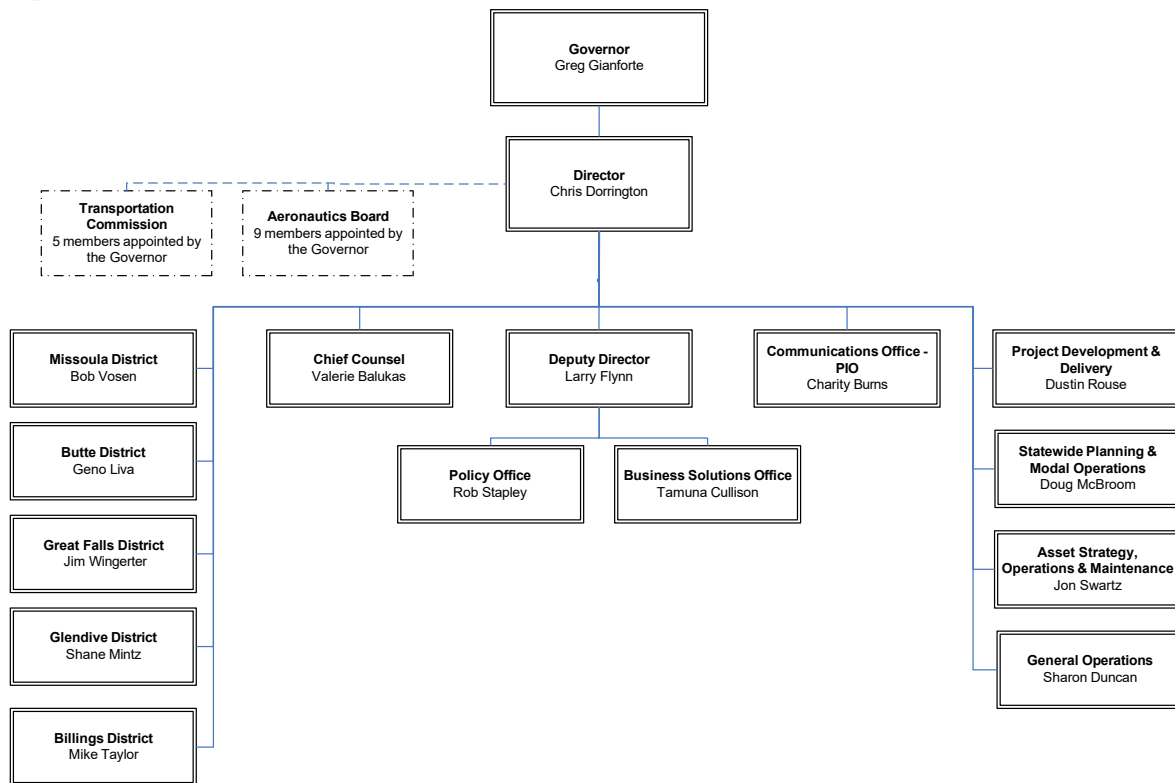 Governor
Greg Gianforte
Director
Chris Dorrington
Transportation
Commission
5 members appointed by
the Governor
Aeronautics Board
9 members appointed by
the Governor
Missoula District
Bob Vosen
Chief Counsel
Valerie Balukas
Deputy Director
Larry Flynn
Communications Office -
PIO
Charity Burns
Project Development &
Delivery
Dustin Rouse
Butte District
Geno Liva
Policy Office
Rob Stapley
Business Solutions Office
Tamuna Cullison
Statewide Planning &
Modal Operations
Doug McBroom
Great Falls District
Jim Wingerter
Asset Strategy,
Operations & Maintenance
Jon Swartz
Glendive District
Shane Mintz
General Operations
Sharon Duncan
Billings District
Mike Taylor